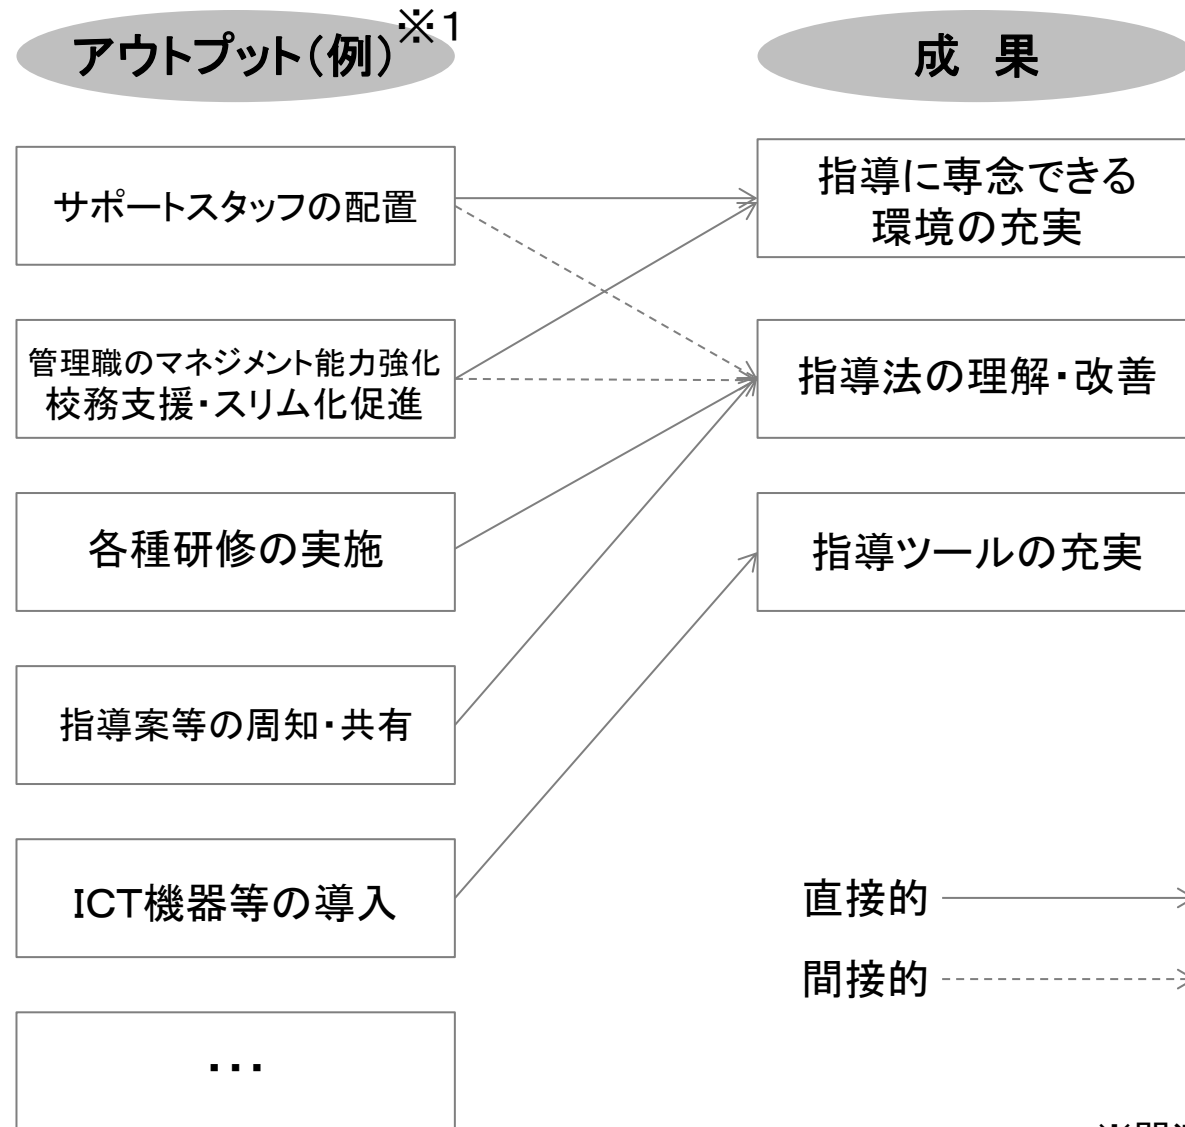 アウトプット(例)※1
成　果
サポートスタッフの配置
指導に専念できる
環境の充実
管理職のマネジメント能力強化
校務支援・スリム化促進
指導法の理解・改善
各種研修の実施
指導ツールの充実
指導案等の周知・共有
ICT機器等の導入
直接的
間接的
・・・